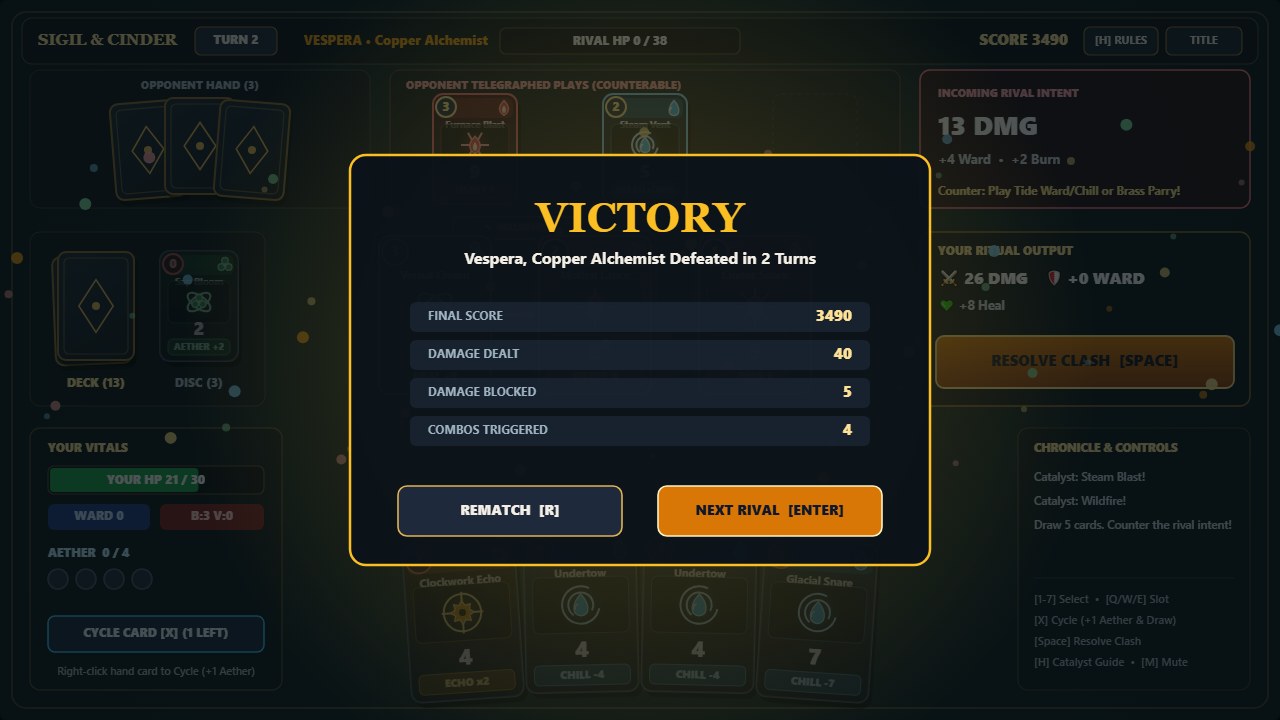 SIGIL & CINDER
TURN 2
VESPERA • Copper Alchemist
RIVAL HP 0 / 38
SCORE 3490
[H] RULES
TITLE
OPPONENT HAND (3)
OPPONENT TELEGRAPHED PLAYS (COUNTERABLE)
3
Furnace Blast
2
Steam Vent
INCOMING RIVAL INTENT
13 DMG
+4 Ward • +2 Burn
Counter: Play Tide Ward/Chill or Brass Parry!
VICTORY
Vespera, Copper Alchemist Defeated in 2 Turns
FINAL SCORE 3490
DAMAGE DEALT 40
DAMAGE BLOCKED 5
COMBOS TRIGGERED 4
REMATCH [R]
NEXT RIVAL [ENTER]
YOUR RITUAL OUTPUT
26 DMG
+0 WARD
+8 Heal
RESOLVE CLASH [SPACE]
0
2
AETHER +2
DECK (13)
DISC (3)
YOUR VITALS
YOUR HP 21 / 30
WARD 0
B:3 V:0
AETHER 0 / 4
CYCLE CARD [X] (1 LEFT)
Right-click hand card to Cycle (+1 Aether)
Clockwork Echo
4
ECHO x2
Undertow
4
CHILL -4
Undertow
4
CHILL -4
Glacial Snare
7
CHILL -7
CHRONICLE & CONTROLS
Catalyst: Steam Blast!
Catalyst: Wildfire!
Draw 5 cards. Counter the rival intent!
[1-7] Select • [Q/W/E] Slot
[X] Cycle (+1 Aether & Draw)
[Space] Resolve Clash
[H] Catalyst Guide • [M] Mute